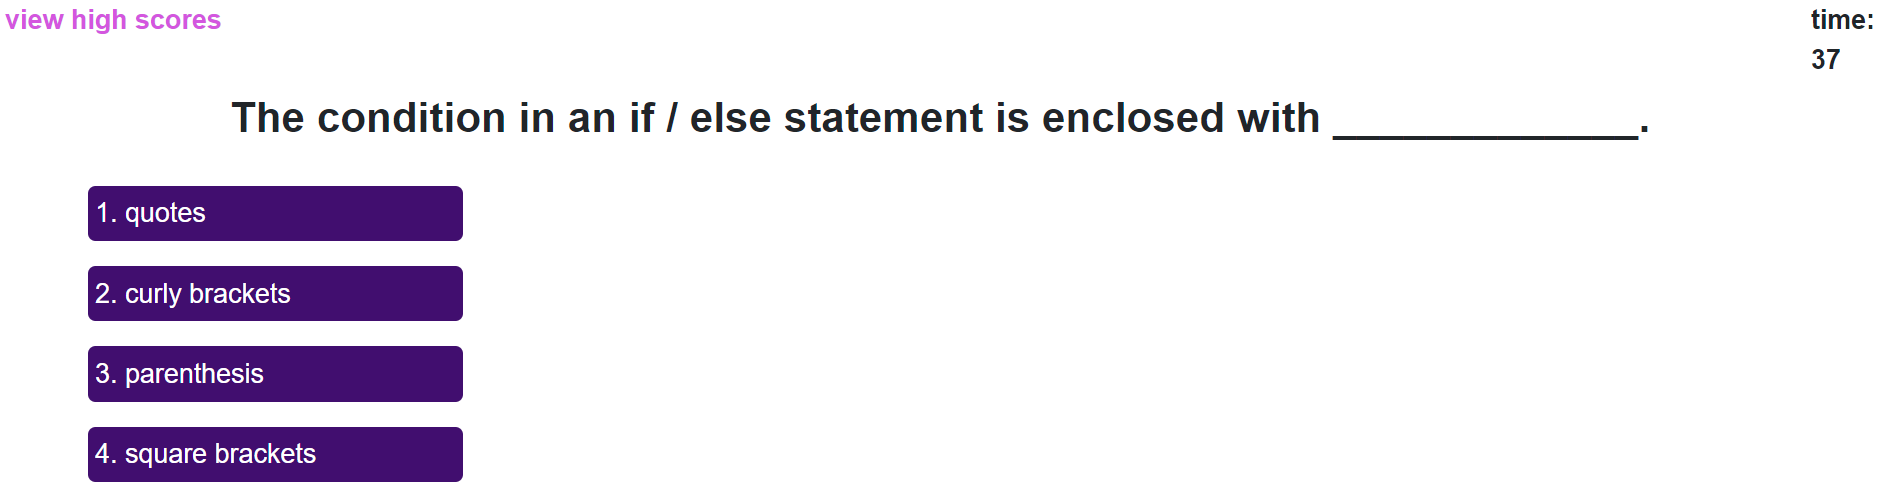 view high scores
time:
37
The condition in an if / else statement is enclosed with _____________.
1. quotes
2. curly brackets
3. parenthesis
4. square brackets